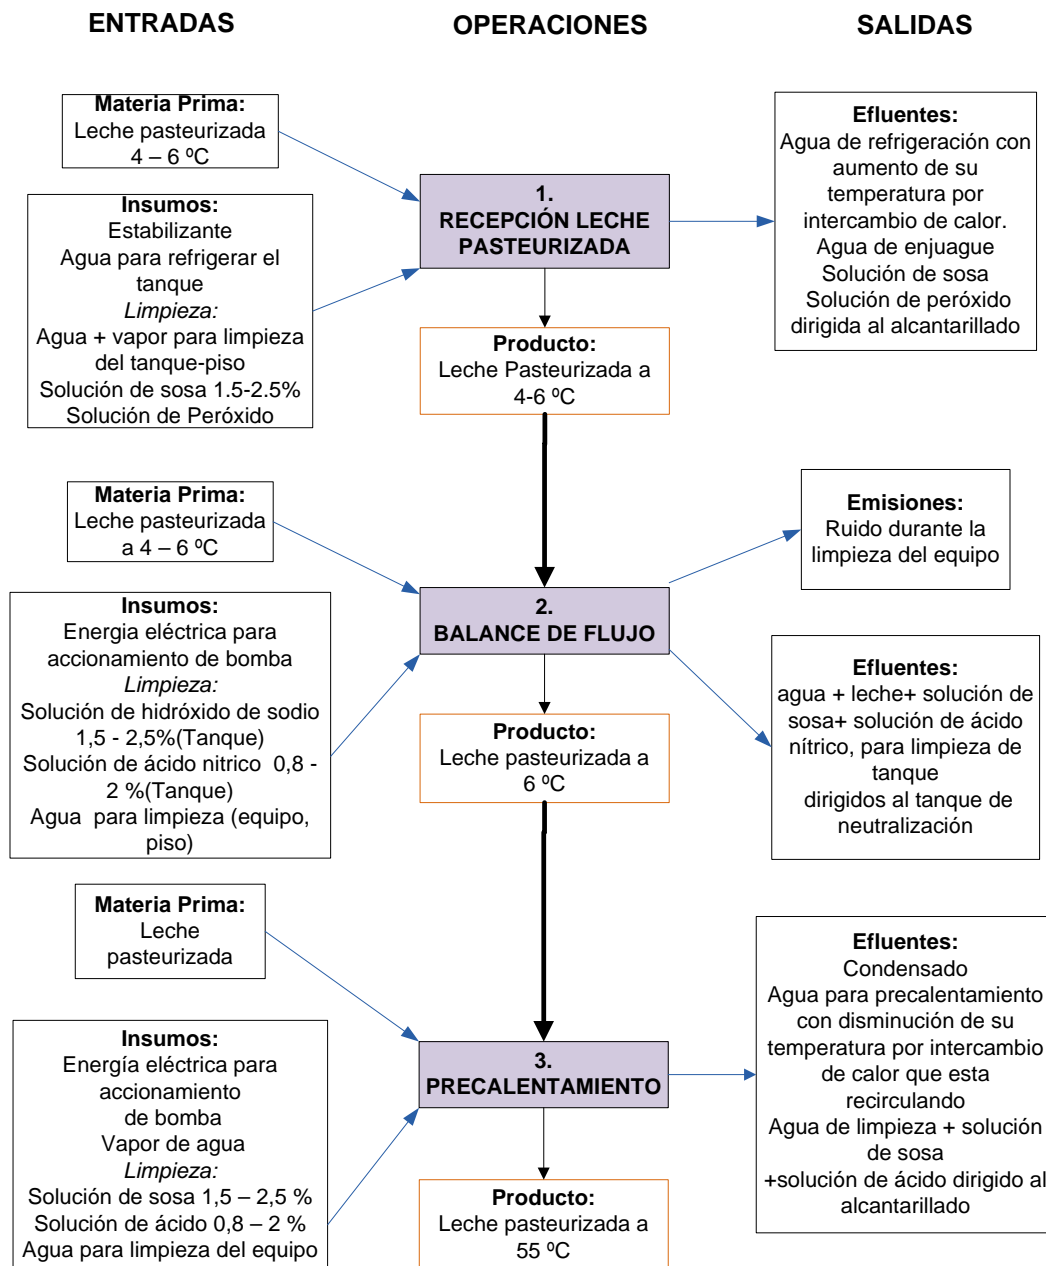 ENTRADAS
OPERACIONES
SALIDAS
Materia Prima:
Leche pasteurizada
4 – 6 ºC
Insumos:
Estabilizante
Agua para refrigerar el
tanque
Limpieza:
Agua + vapor para limpieza
del tanque-piso
Solución de sosa 1.5-2.5%
Solución de Peróxido
1.
RECEPCIÓN LECHE
PASTEURIZADA
Producto:
Leche Pasteurizada a
4-6 ºC
Efluentes:
Agua de refrigeración con
aumento de su
temperatura por
intercambio de calor.
Agua de enjuague
Solución de sosa
Solución de peróxido
dirigida al alcantarillado
Materia Prima:
Leche pasteurizada
a 4 – 6 ºC
Insumos:
Energia eléctrica para
accionamiento de bomba
Limpieza:
Solución de hidróxido de sodio
1,5 - 2,5%(Tanque)
Solución de ácido nitrico 0,8 -
2 %(Tanque)
Agua para limpieza (equipo,
piso)
2.
BALANCE DE FLUJO
Producto:
Leche pasteurizada a
6 ºC
Emisiones:
Ruido durante la
limpieza del equipo
Efluentes:
agua + leche+ solución de
sosa+ solución de ácido
nítrico, para limpieza de
tanque
dirigidos al tanque de
neutralización
Materia Prima:
Leche
pasteurizada
Insumos:
Energía eléctrica para
accionamiento
de bomba
Vapor de agua
Limpieza:
Solución de sosa 1,5 – 2,5 %
Solución de ácido 0,8 – 2 %
Agua para limpieza del equipo
3.
PRECALENTAMIENTO
Producto:
Leche pasteurizada a
55 ºC
Efluentes:
Condensado
Agua para precalentamiento
con disminución de su
temperatura por intercambio
de calor que esta
recirculando
Agua de limpieza + solución
de sosa
+solución de ácido dirigido al
alcantarillado